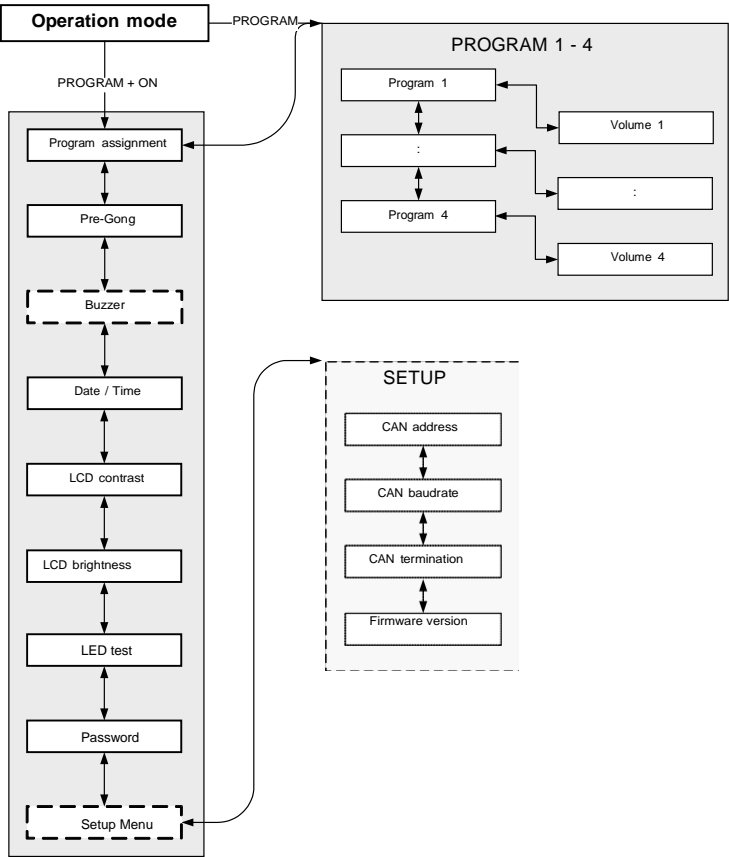 Operation mode
PROGRAM
PROGRAM + ON
Program assignment
Pre-Gong
Buzzer
Date / Time
LCD contrast
LCD brightness
LED test
Password
Setup Menu
PROGRAM 1 - 4
Program 1
Volume 1
:
:
Program 4
Volume 4
SETUP
CAN address
CAN baudrate
CAN termination
Firmware version